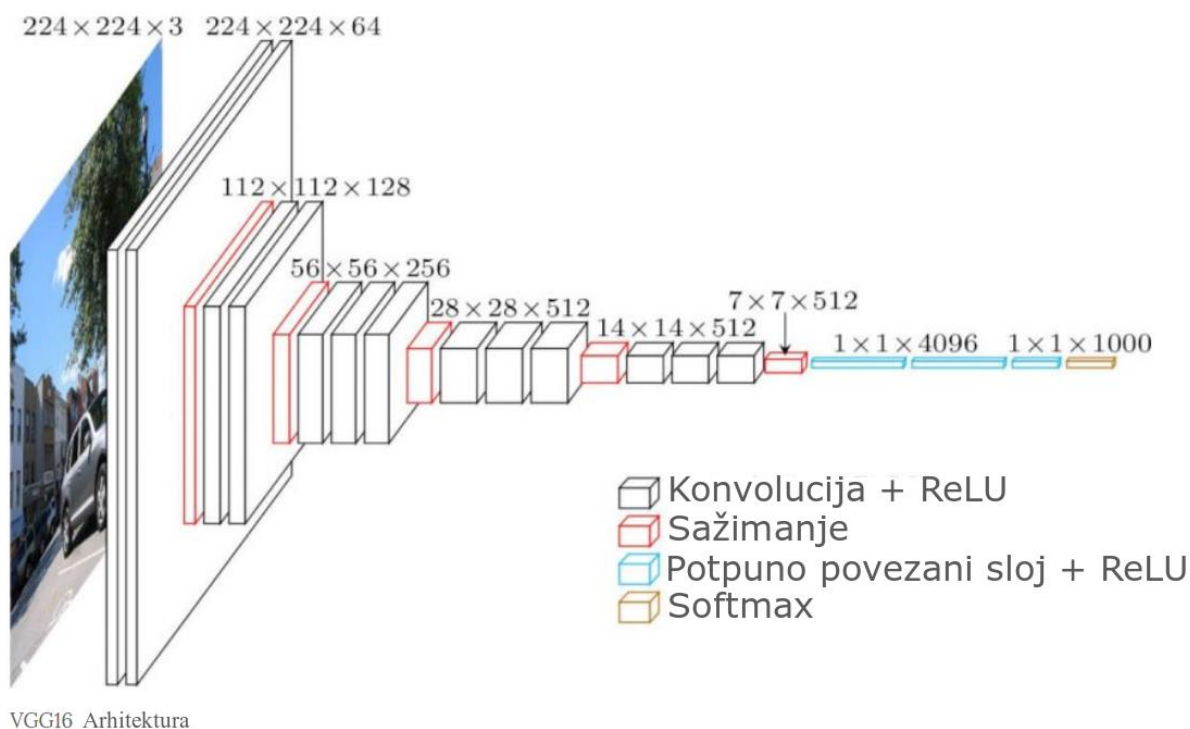 224 × 224 × 3
224 × 224 × 64
112 × 112 × 128
56 × 56 × 256
28 × 28 × 512
14 × 14 × 512
7 × 7 × 512
1 × 1 × 4096
1 × 1 × 1000
Konvolucija + ReLU
Sažimanje
Potpuno povezani sloj + ReLU
Softmax
VGG16 Arhitektura